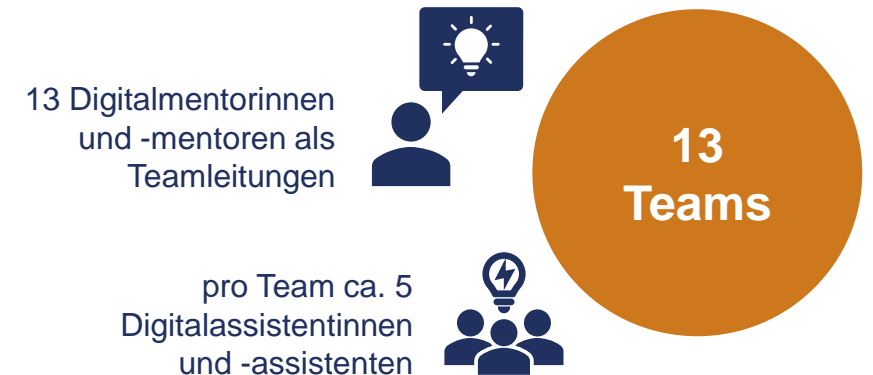 13 Digitalmentorinnen
und -mentoren als
Teamleitungen
13
Teams
pro Team ca. 5
Digitalassistentinnen
und -assistenten